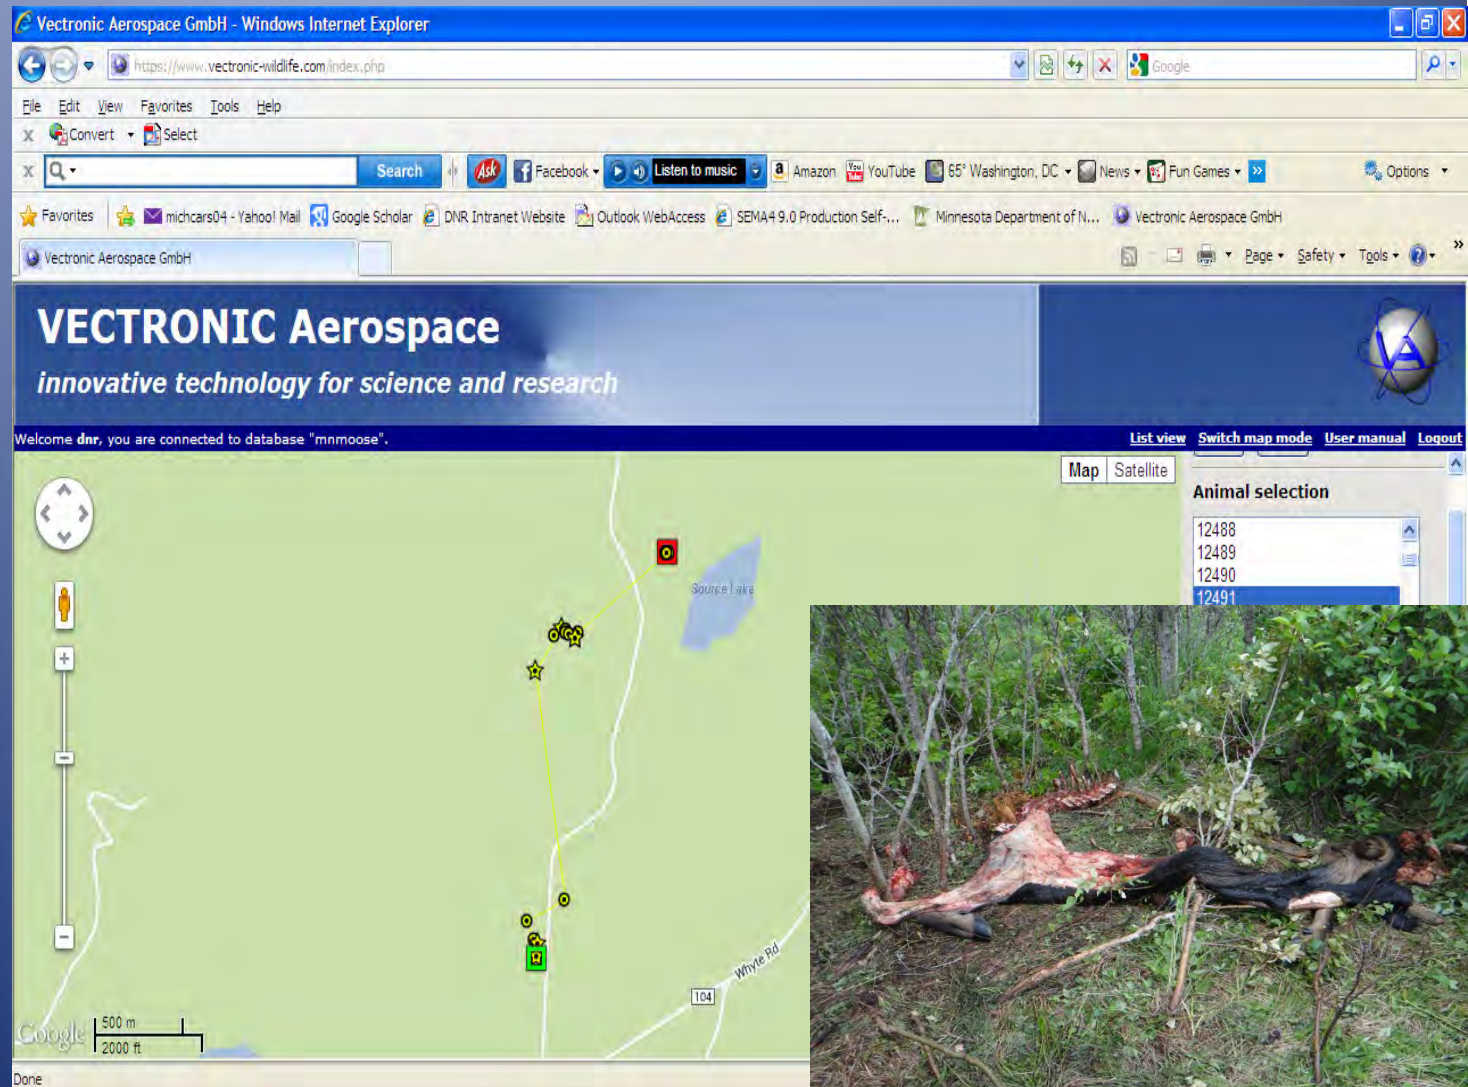 Vectronic Aerospace GmbH - Windows Internet Explorer
https://www.vectronic-wildlife.com/index.php
Google
File Edit View Favorites Tools Help
x Convert Select
x Search Ask Facebook Listen to music a Amazon You Tube YouTube 65° Washington, DC News Fun Games » Options
Favorites michcars04 - Yahoo! Mail Google Scholar DNR Intranet Website Outlook WebAccess SEMA4 9.0 Production Self-... Minnesota Department of N... Vectronic Aerospace GmbH
Vectronic Aerospace GmbH Page Safety Tools »
VECTRONIC Aerospace
innovative technology for science and research
VA
Welcome dnr, you are connected to database "mnmoose". List view Switch map mode User manual Logout
Map Satellite
Animal selection
12488
12489
12490
12491
Source Lake
Whyte Rd
104
Google
500 m
2000 ft
Done